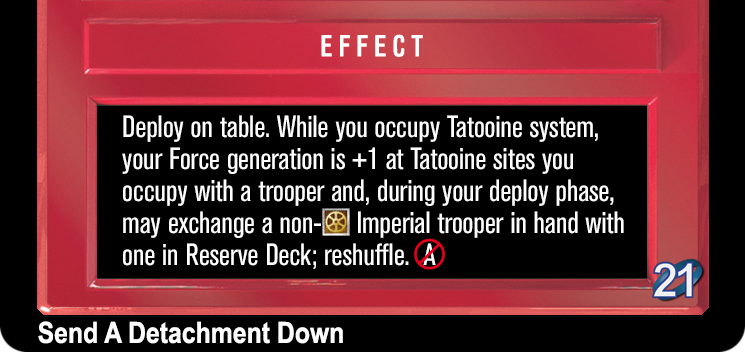 EFFECT
Deploy on table. While you occupy Tatooine system,
your Force generation is +1 at Tatooine sites you
occupy with a trooper and, during your deploy phase,
may exchange a non- Imperial trooper in hand with
one in Reserve Deck; reshuffle. A
21
Send A Detachment Down